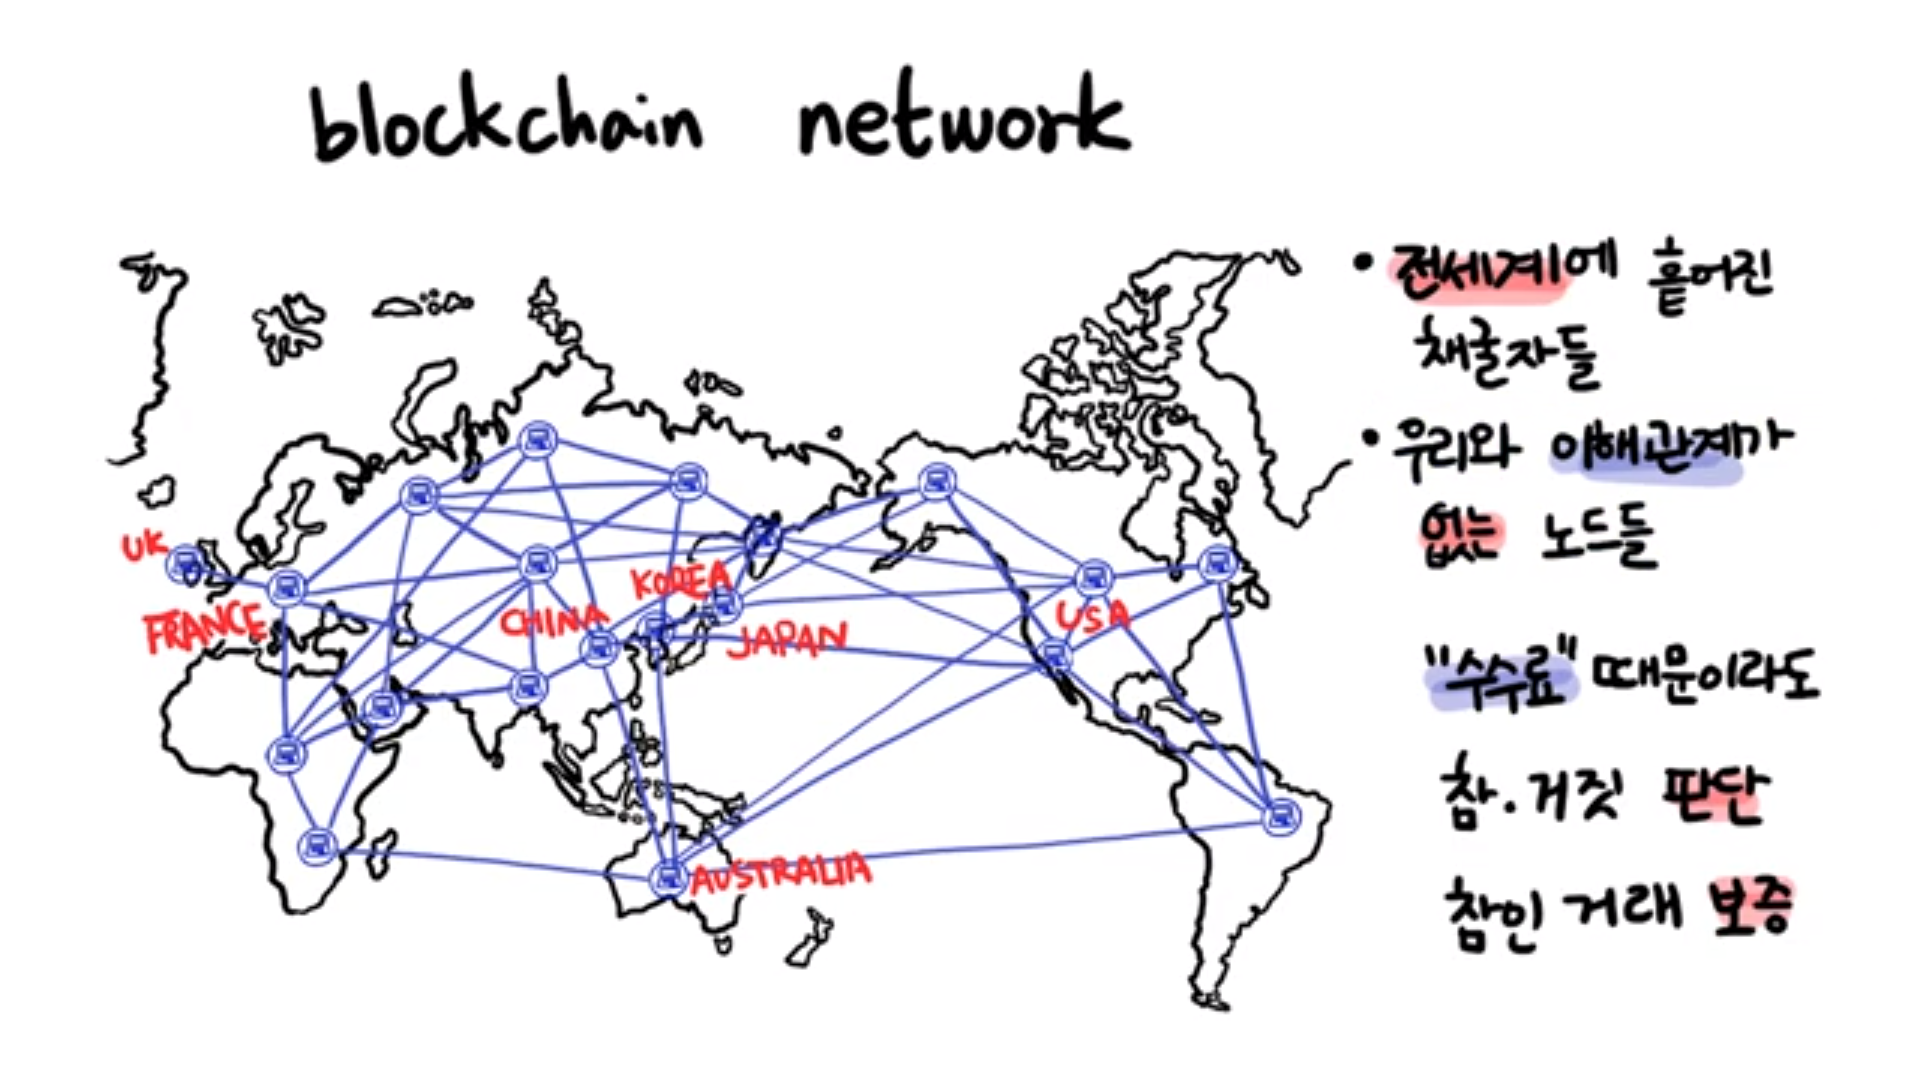 blockchain network
• 전세계에 흩어진
채굴자들
• 우리와 이해관계가
없는 노드들
"수수료" 때문이라도
참.거짓 판단
참인 거래 보증
UK
FRANCE
CHINA
KOREA
JAPAN
USA
AUSTRALIA